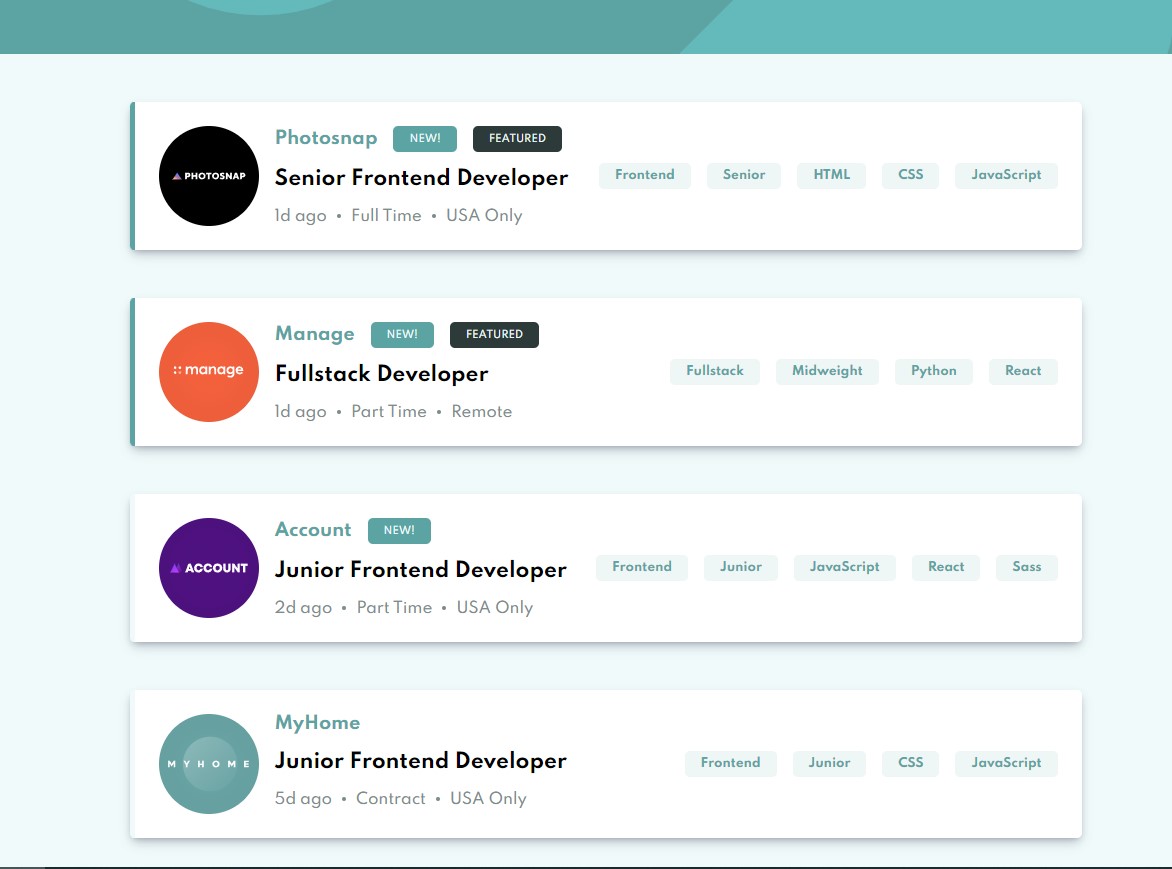 PHOTOSNAP
Photosnap NEW! FEATURED
Senior Frontend Developer
1d ago • Full Time • USA Only
Frontend Senior HTML CSS JavaScript
manage
Manage NEW! FEATURED
Fullstack Developer
1d ago • Part Time • Remote
Fullstack Midweight Python React
ACCOUNT
Account NEW!
Junior Frontend Developer
2d ago • Part Time • USA Only
Frontend Junior JavaScript React Sass
MYHOME
MyHome
Junior Frontend Developer
5d ago • Contract • USA Only
Frontend Junior CSS JavaScript